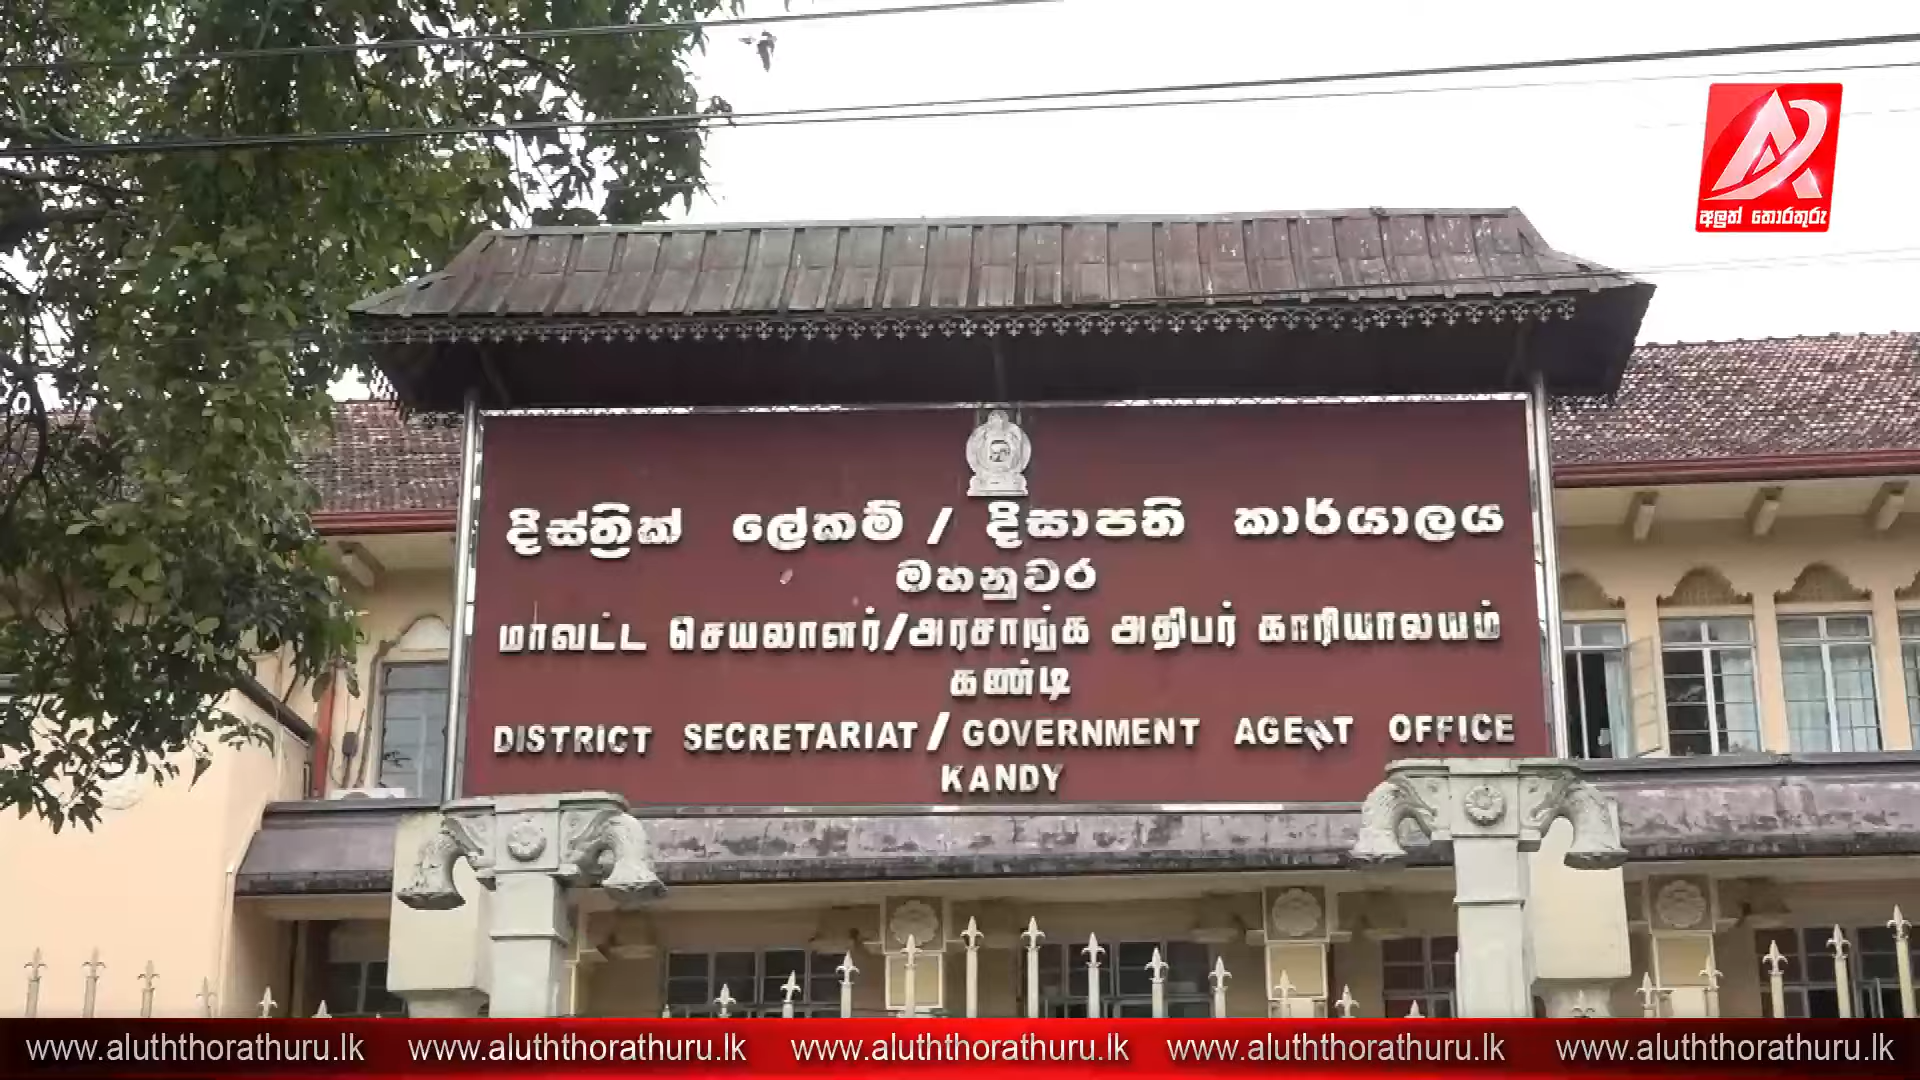 අලුත් තොරතුරු
දිස්ත්‍රික් ලේකම් / දිසාපති කාර්යාලය
මහනුවර
மாவட்ட செயலாளர்/அரசாங்க அதிபர் காரியாலயம்
கண்டி
DISTRICT SECRETARIAT/GOVERNMENT AGENT OFFICE
KANDY
www.aluththorathuru.lk www.aluththorathuru.lk www.aluththorathuru.lk www.aluththorathuru.lk www.aluththorathuru.lk